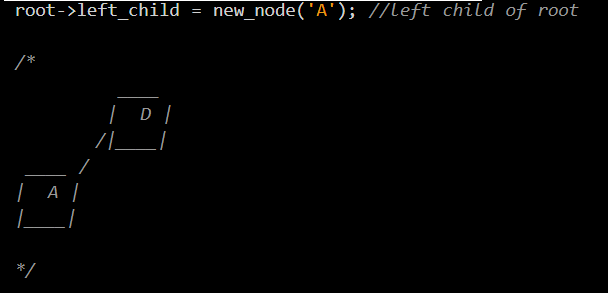 root->left_child = new_node('A'); //left child of root
/*
          ____
         |  D |
        /|____|
 ____ /
|  A |
|____|
*/